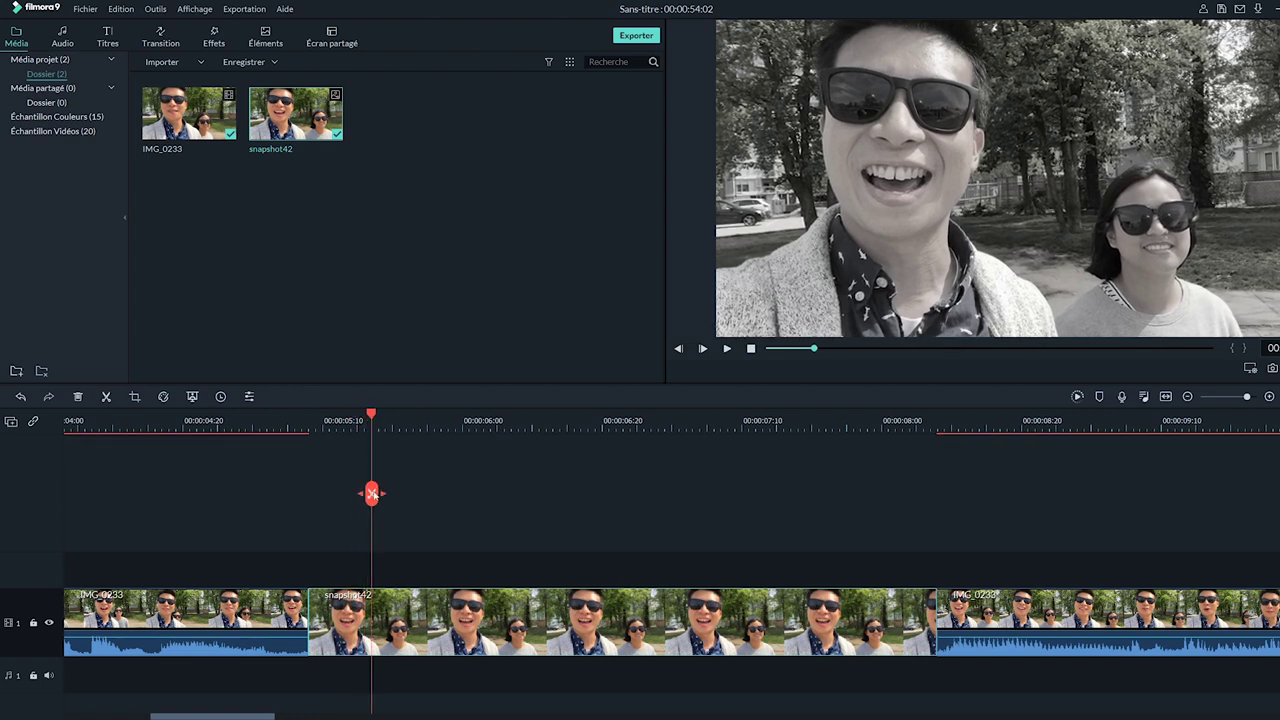 filmora 9 Fichier Edition Outils Affichage Exportation Aide Sans-titre : 00:00:54:02
Média Audio Titres Transition Effets Éléments Écran partagé Exporter
Média projet (2) Importer Enregistrer Recherche
Dossier (2)
Média partagé (0)
Dossier (0)
Échantillon Couleurs (15)
Échantillon Vidéos (20)
IMG_0233 snapshot42
00
:04:00 00:00:04:20 00:00:05:10 00:00:06:00 00:00:06:20 00:00:07:10 00:00:08:00 00:00:08:20 00:00:09:10
IMG_0233 snapshot42 IMG_0233
1
1